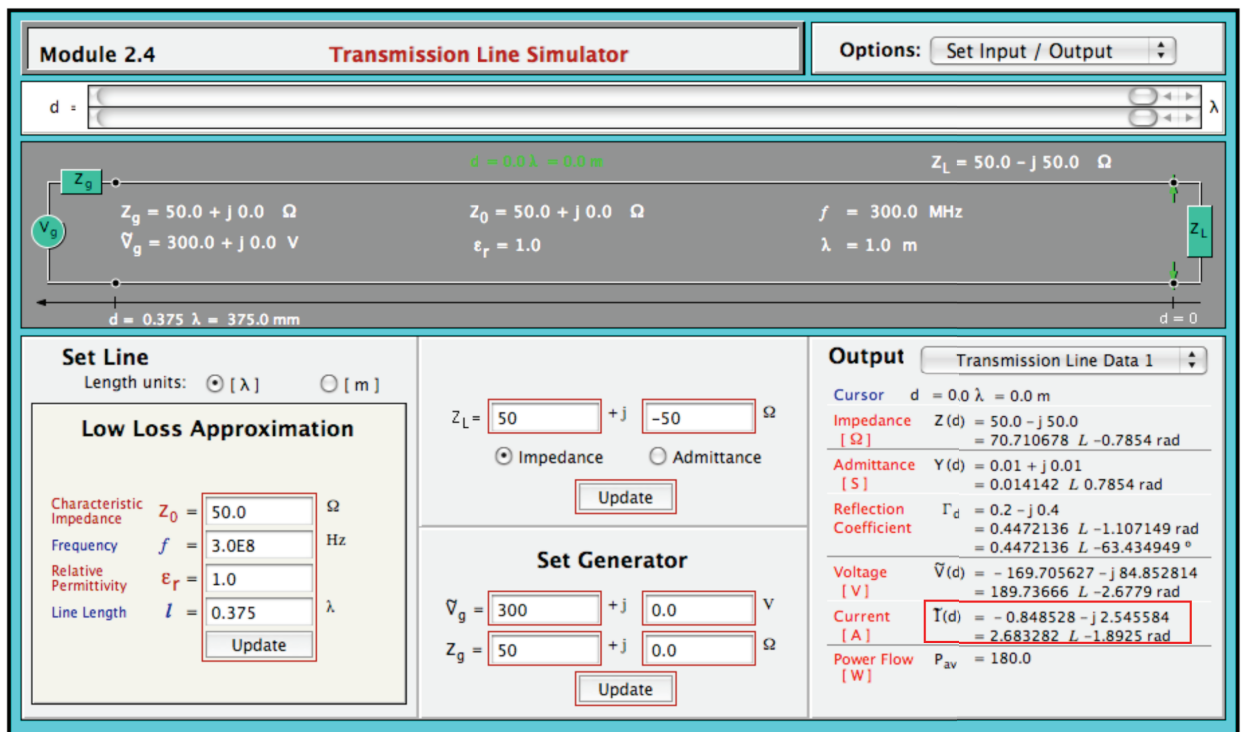 Module 2.4 Transmission Line Simulator
Options: Set Input / Output
d = λ
d = 0.0 λ = 0.0 m
Z_L = 50.0 – j 50.0 Ω
Z_g
Z_g = 50.0 + j 0.0 Ω
Z_0 = 50.0 + j 0.0 Ω
f = 300.0 MHz
V_g
Ṽ_g = 300.0 + j 0.0 V
ε_r = 1.0
λ = 1.0 m
Z_L
d = 0.375 λ = 375.0 mm
d = 0
Set Line
Length units: [ λ ] [ m ]
Low Loss Approximation
Characteristic Impedance Z_0 = 50.0 Ω
Frequency f = 3.0E8 Hz
Relative Permittivity ε_r = 1.0
Line Length l = 0.375 λ
Update
Z_L = 50 + j -50 Ω
Impedance Admittance
Update
Set Generator
Ṽ_g = 300 + j 0.0 V
Z_g = 50 + j 0.0 Ω
Update
Output Transmission Line Data 1
Cursor d = 0.0 λ = 0.0 m
Impedance Z (d) = 50.0 – j 50.0
[ Ω ] = 70.710678 L –0.7854 rad
Admittance Y (d) = 0.01 + j 0.01
[ S ] = 0.014142 L 0.7854 rad
Reflection Γ_d = 0.2 – j 0.4
Coefficient = 0.4472136 L –1.107149 rad
= 0.4472136 L –63.434949 °
Voltage Ṽ(d) = – 169.705627 – j 84.852814
[ V ] = 189.73666 L –2.6779 rad
Current Ĩ(d) = – 0.848528 – j 2.545584
[ A ] = 2.683282 L –1.8925 rad
Power Flow P_av = 180.0
[ W ]